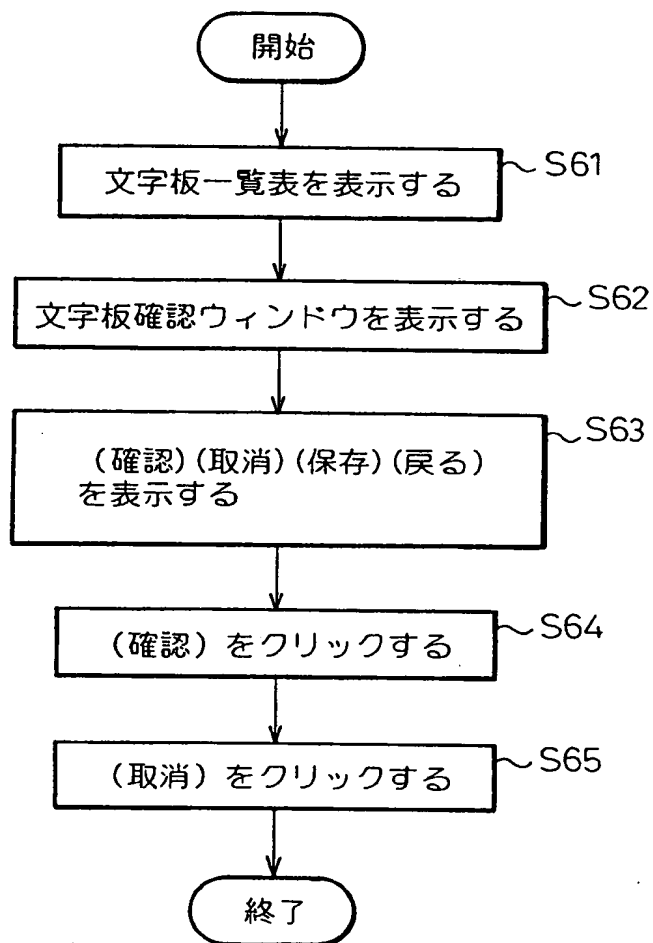 開始
文字板一覧表を表示する
S61
文字板確認ウィンドウを表示する
S62
(確認)(取消)(保存)(戻る)
を表示する
S63
(確認)をクリックする
S64
(取消)をクリックする
S65
終了